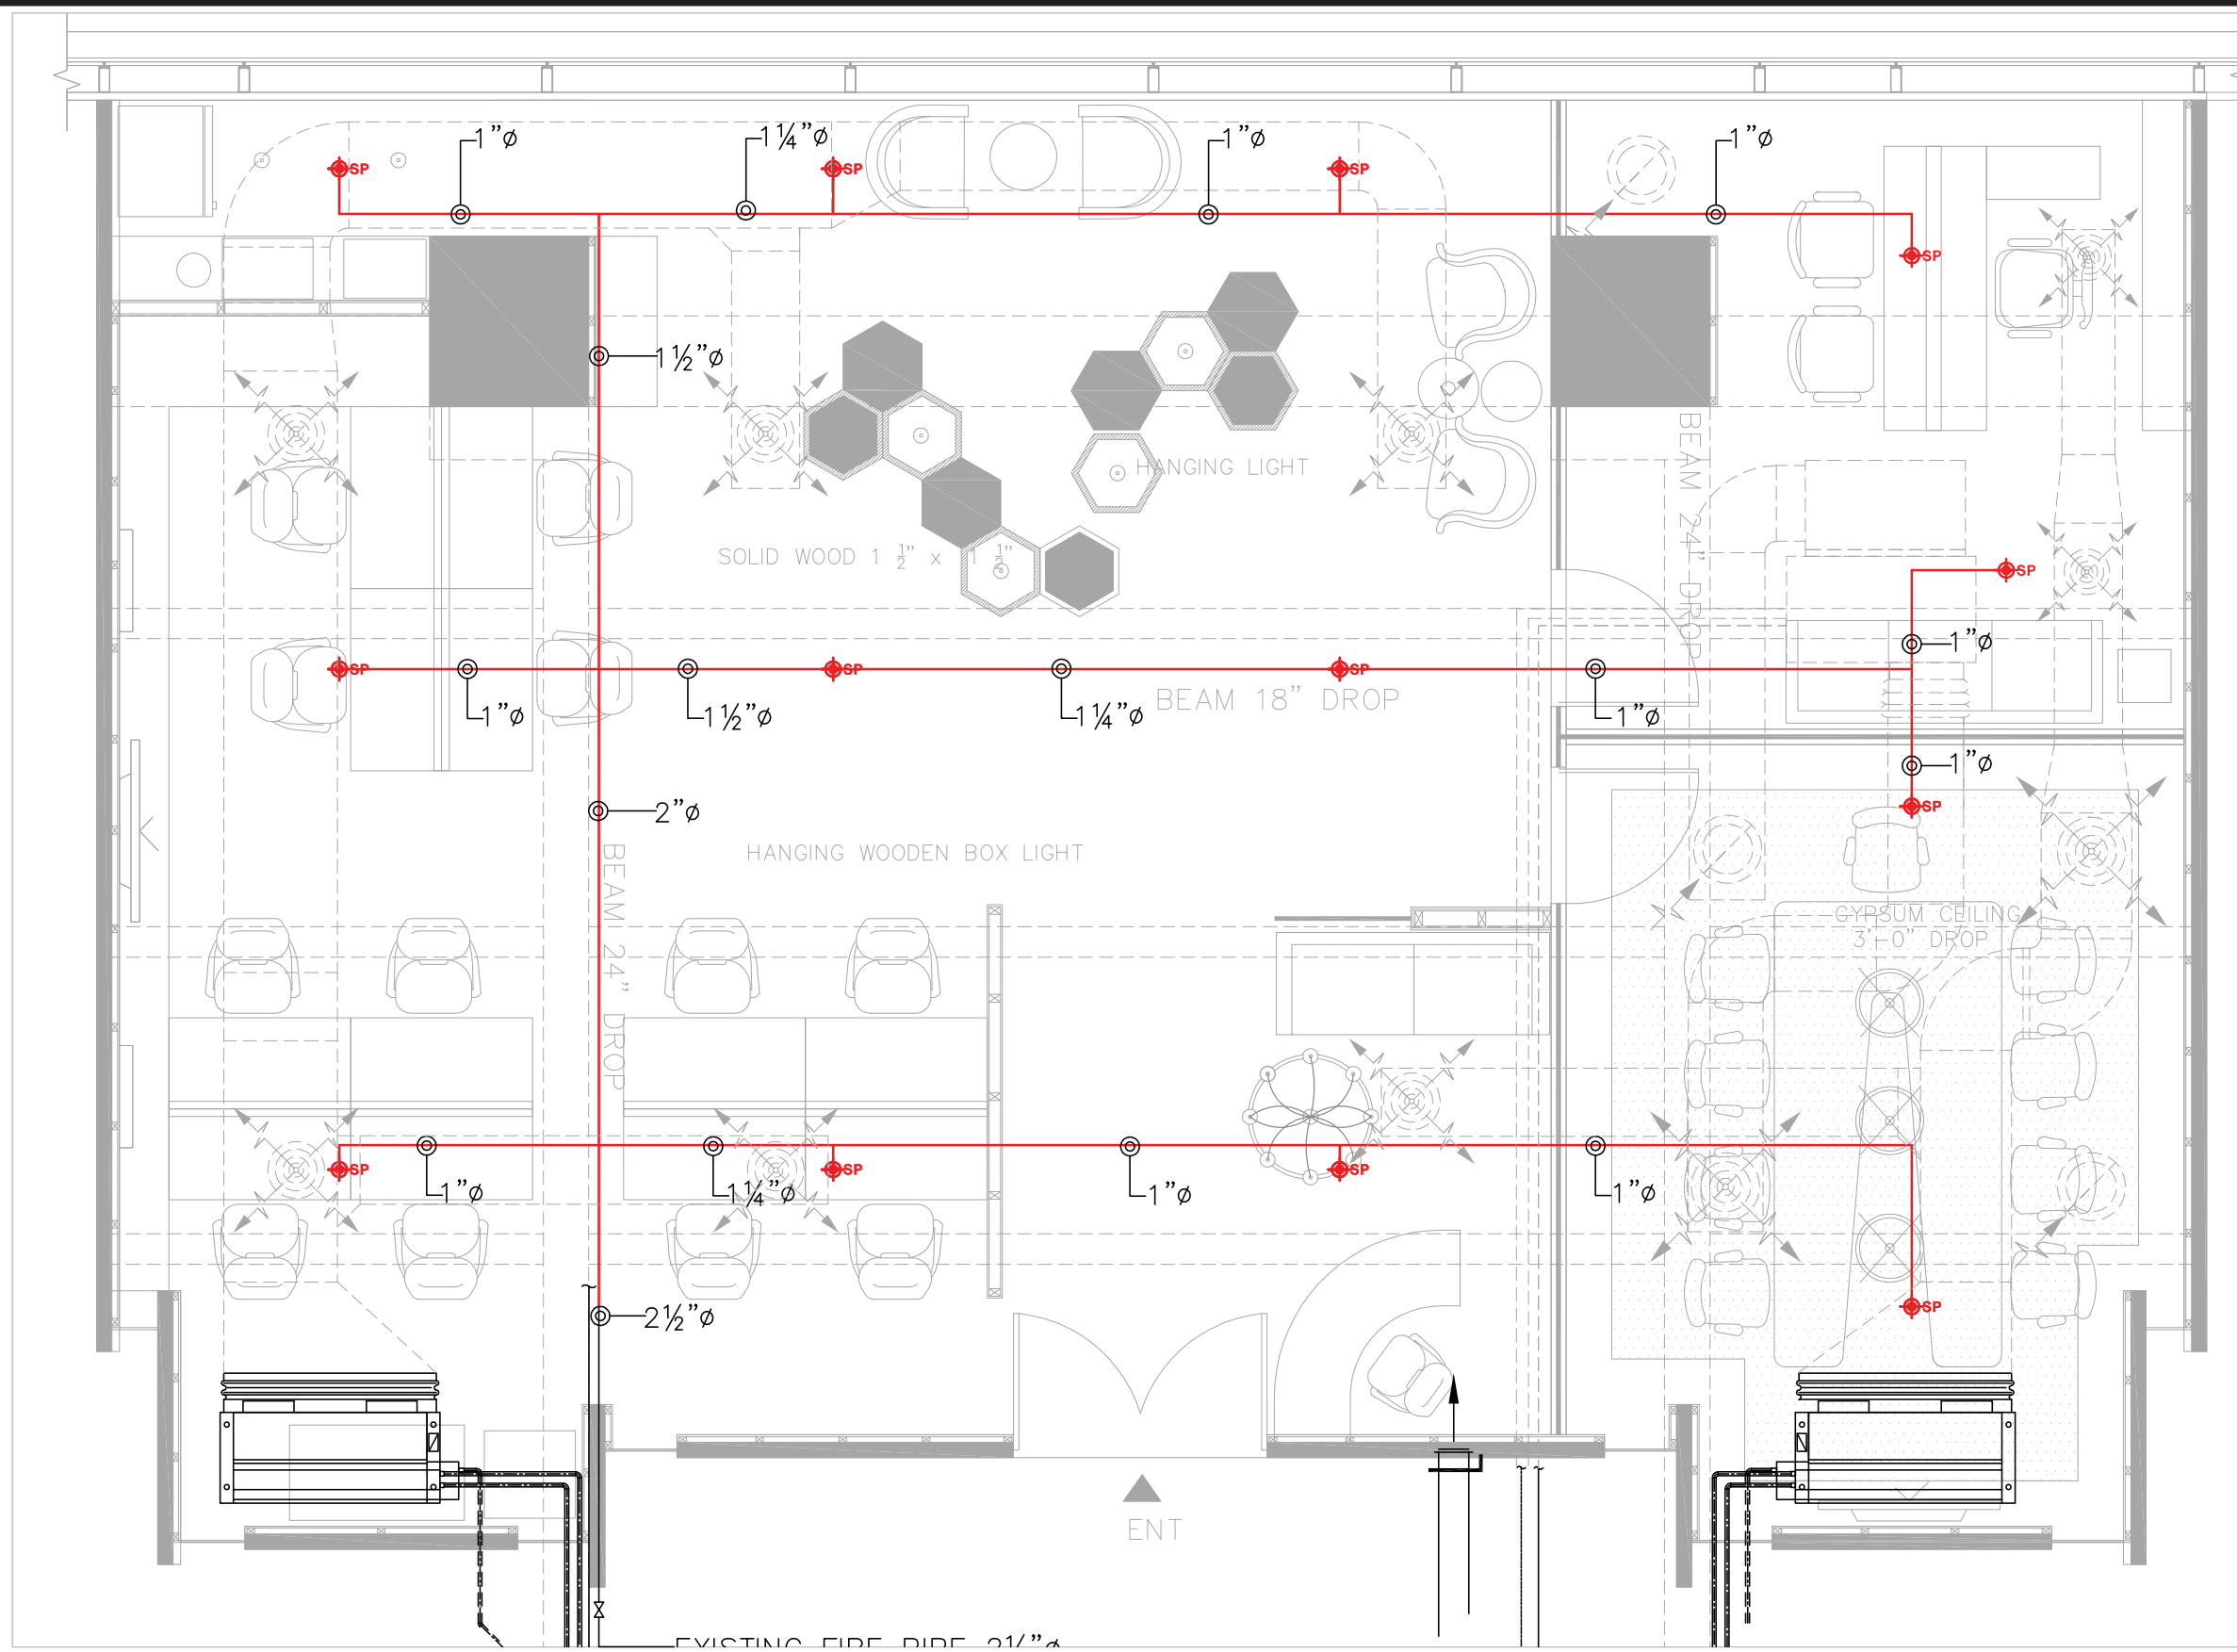 1"ø
1¼"ø
1"ø
1"ø
SP
SP
SP
SP
1½"ø
HANGING LIGHT
BEAM 24" DROP
SOLID WOOD 1 ½" x 1 ½"
SP
1"ø
SP
SP
SP
1"ø
1½"ø
1¼"ø
BEAM 18" DROP
1"ø
1"ø
SP
2"ø
HANGING WOODEN BOX LIGHT
BEAM 24" DROP
GYPSUM CEILING
3'-0" DROP
SP
SP
SP
1"ø
1¼"ø
1"ø
1"ø
SP
2½"ø
ENT
EXISTING FIRE PIPE 2½"ø